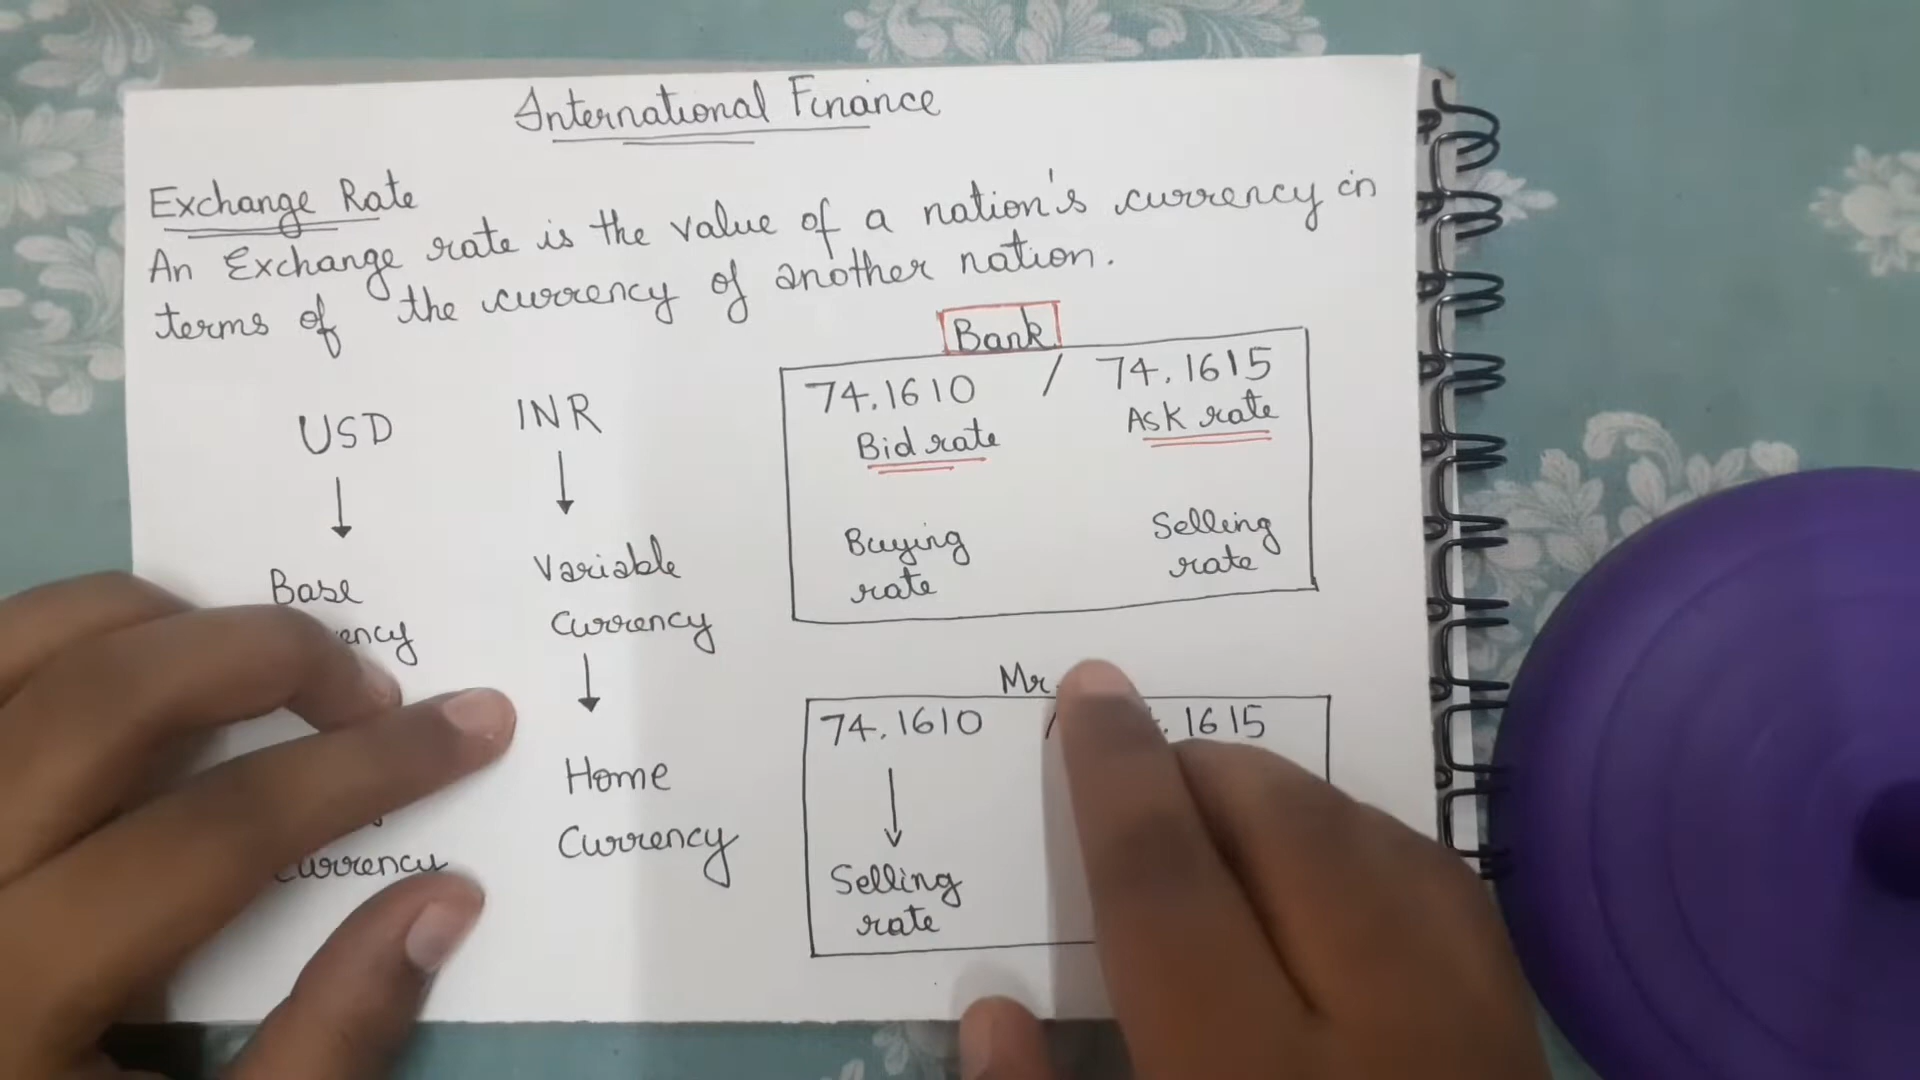 International Finance
Exchange Rate
An Exchange rate is the value of a nation's currency in
terms of the currency of another nation.
USD
Base
INR
Variable
Currency
Home
Currency
Bank
74.1610 / 74.1615
Bid rate
Ask rate
Buying
rate
Selling
rate
Mr.
74.1610 / .1615
Selling
rate